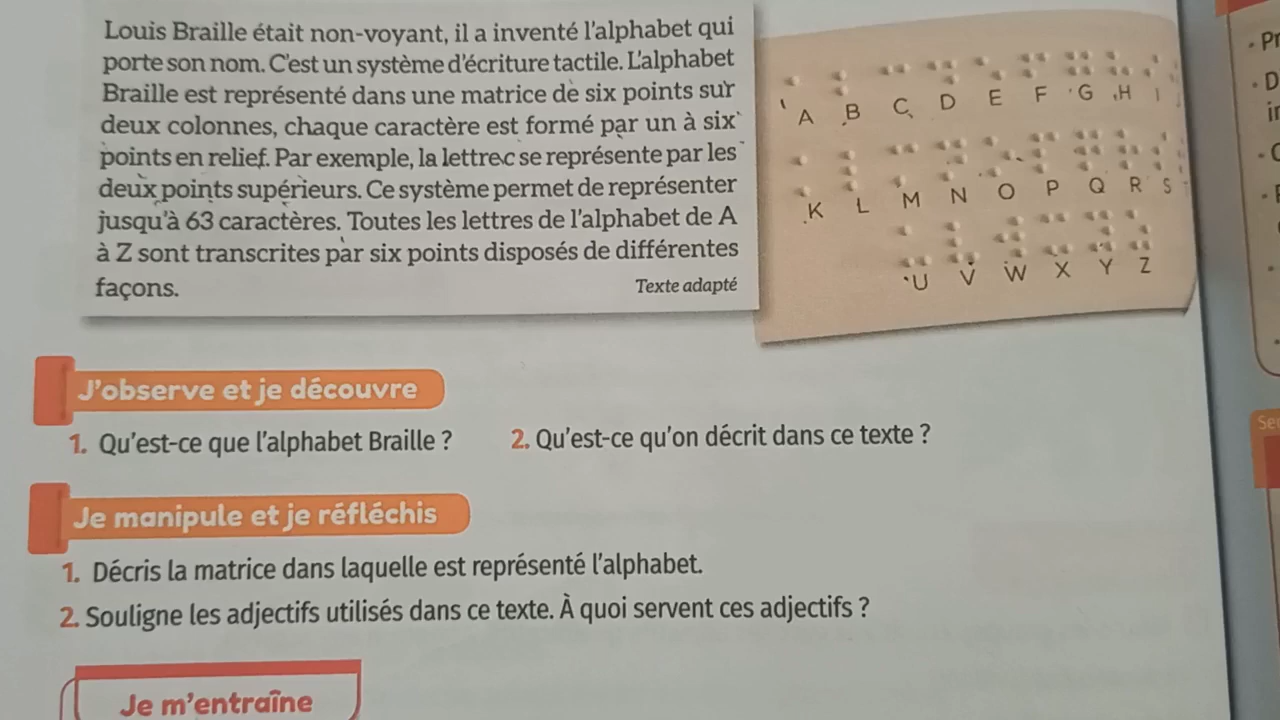 Louis Braille était non-voyant, il a inventé l'alphabet qui
porte son nom. C'est un système d'écriture tactile. L'alphabet
Braille est représenté dans une matrice de six points sur
deux colonnes, chaque caractère est formé par un à six
points en relief. Par exemple, la lettre c se représente par les
deux points supérieurs. Ce système permet de représenter
jusqu'à 63 caractères. Toutes les lettres de l'alphabet de A
à Z sont transcrites par six points disposés de différentes
façons.
Texte adapté
A B C D E F G H I J
K L M N O P Q R S T
U V W X Y Z
J'observe et je découvre
1. Qu'est-ce que l'alphabet Braille ?
2. Qu'est-ce qu'on décrit dans ce texte ?
Je manipule et je réfléchis
1. Décris la matrice dans laquelle est représenté l'alphabet.
2. Souligne les adjectifs utilisés dans ce texte. À quoi servent ces adjectifs ?
Je m'entraîne